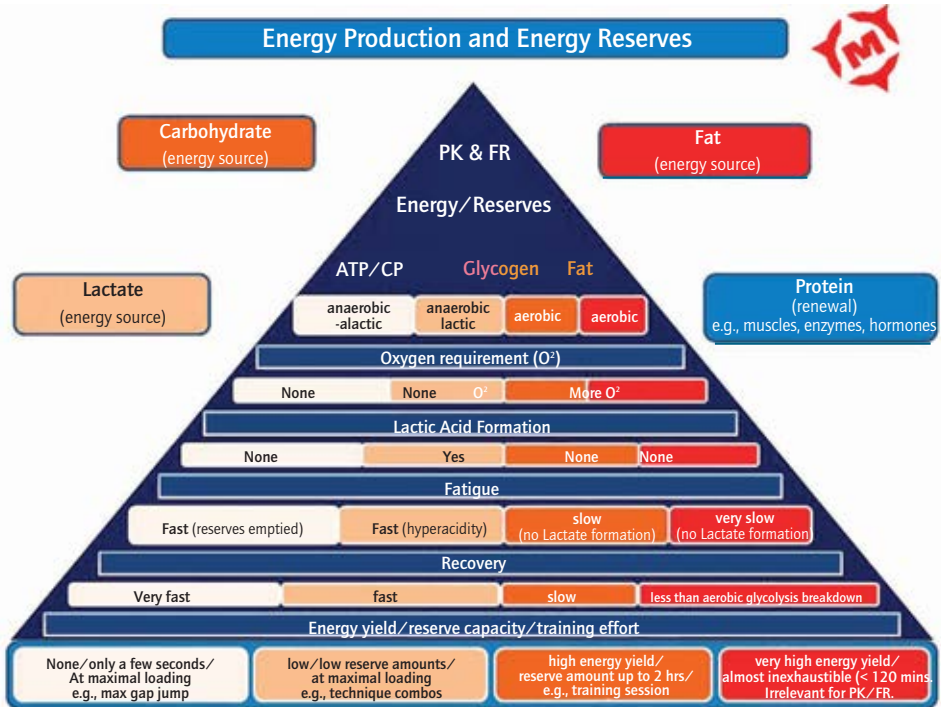 Energy Production and Energy Reserves
M
Carbohydrate
(energy source)
Fat
(energy source)
PK & FR
Energy/Reserves
ATP/CP Glycogen Fat
Lactate
(energy source)
Protein
(renewal)
e.g., muscles, enzymes, hormones
anaerobic
-alactic
anaerobic
lactic
aerobic
aerobic
Oxygen requirement (O²)
None None O² More O²
Lactic Acid Formation
None Yes None None
Fatigue
Fast (reserves emptied)
Fast (hyperacidity)
slow
(no Lactate formation)
very slow
(no Lactate formation)
Recovery
Very fast fast slow less than aerobic glycolysis breakdown
Energy yield/reserve capacity/training effort
None/only a few seconds/
At maximal loading
e.g., max gap jump
low/low reserve amounts/
at maximal loading
e.g., technique combos
high energy yield/
reserve amount up to 2 hrs/
e.g., training session
very high energy yield/
almost inexhaustible (< 120 mins.
Irrelevant for PK/FR.